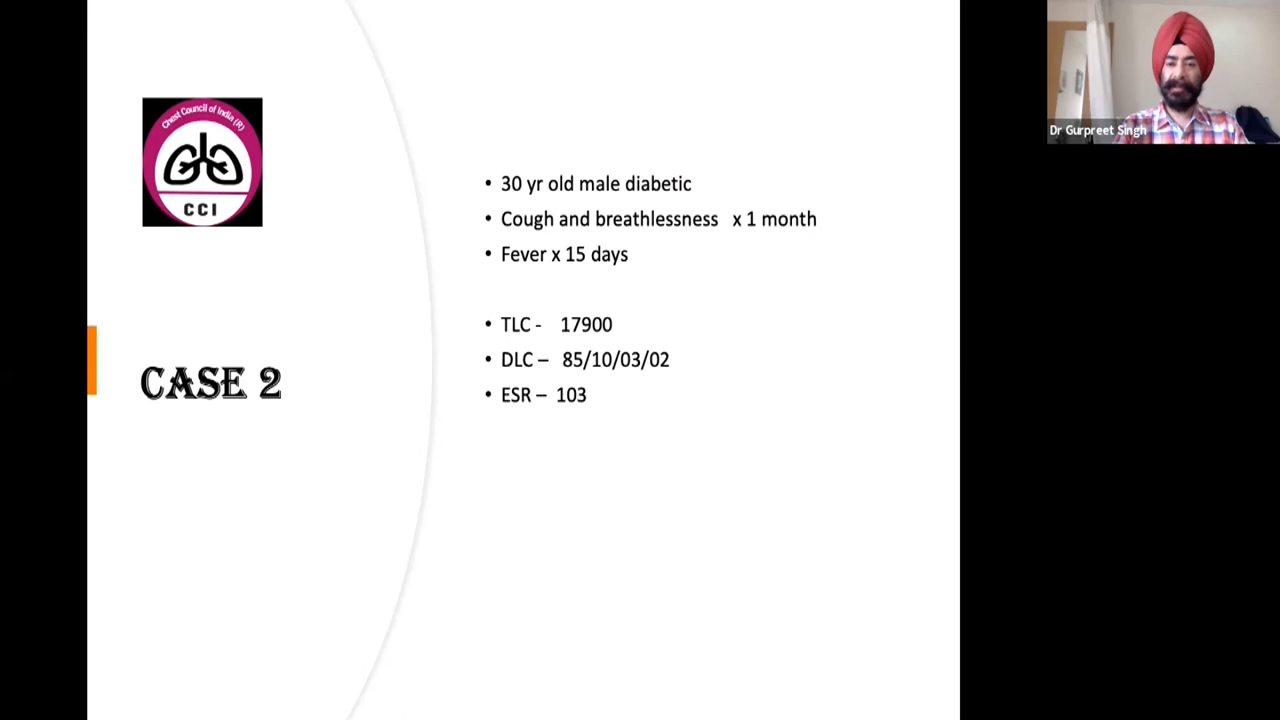 Chest Council of India (R)
CCI
CASE 2
• 30 yr old male diabetic
• Cough and breathlessness x 1 month
• Fever x 15 days
• TLC - 17900
• DLC – 85/10/03/02
• ESR – 103
Dr Gurpreet Singh